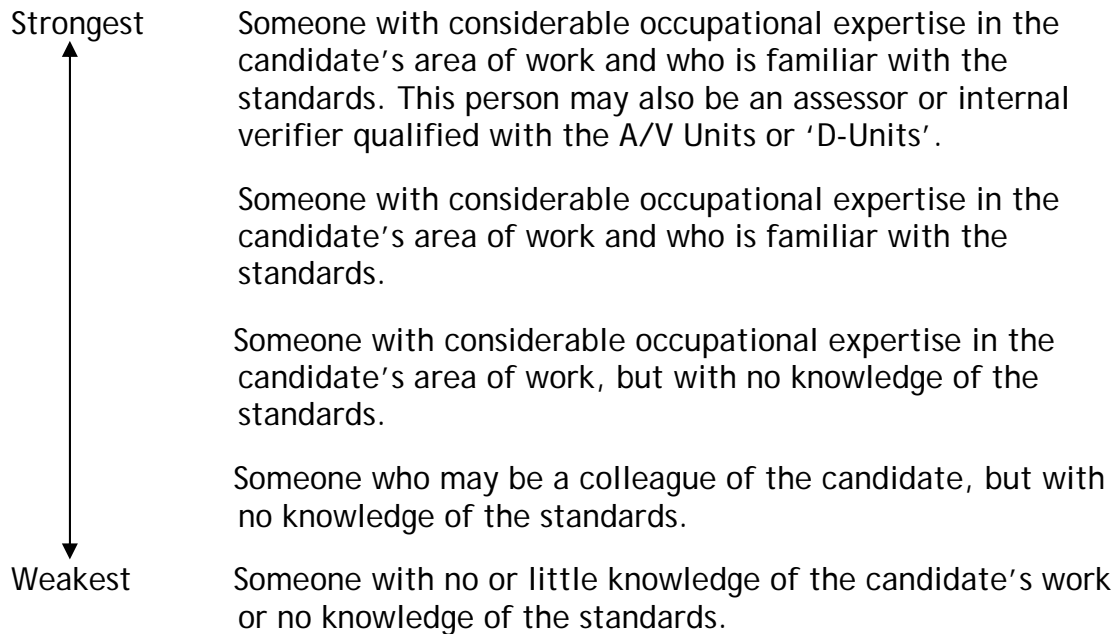 Strongest Someone with considerable occupational expertise in the
candidate’s area of work and who is familiar with the
standards. This person may also be an assessor or internal
verifier qualified with the A/V Units or ‘D-Units’.
Someone with considerable occupational expertise in the
candidate’s area of work and who is familiar with the
standards.
Someone with considerable occupational expertise in the
candidate’s area of work, but with no knowledge of the
standards.
Someone who may be a colleague of the candidate, but with
no knowledge of the standards.
Weakest Someone with no or little knowledge of the candidate’s work
or no knowledge of the standards.